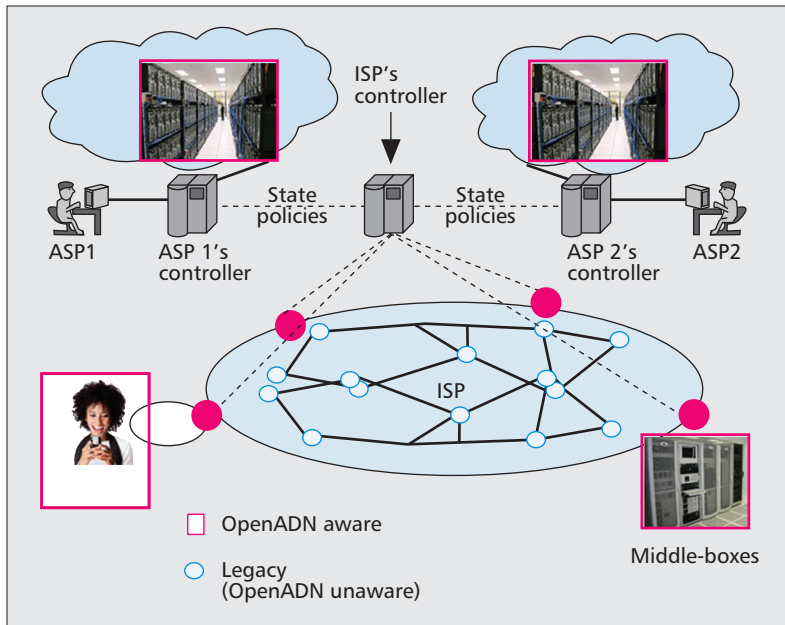 ISP's
controller
State
policies
State
policies
ASP1
ASP 1's
controller
ASP 2's
controller
ASP2
ISP
OpenADN aware
Legacy
(OpenADN unaware)
Middle-boxes